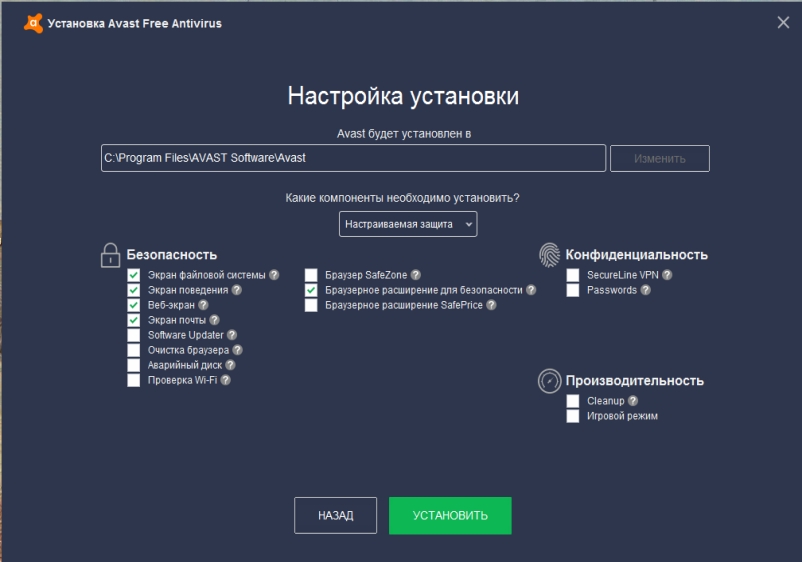 Установка Avast Free Antivirus
Настройка установки
Avast будет установлен в
C:\Program Files\AVAST Software\Avast
Изменить
Какие компоненты необходимо установить?
Настраиваемая защита
Безопасность
Экран файловой системы ?
Экран поведения ?
Веб-экран ?
Экран почты ?
Software Updater ?
Очистка браузера ?
Аварийный диск ?
Проверка Wi-Fi ?
Браузер SafeZone ?
Браузерное расширение для безопасности ?
Браузерное расширение SafePrice ?
Конфиденциальность
SecureLine VPN ?
Passwords ?
Производительность
Cleanup ?
Игровой режим
НАЗАД
УСТАНОВИТЬ